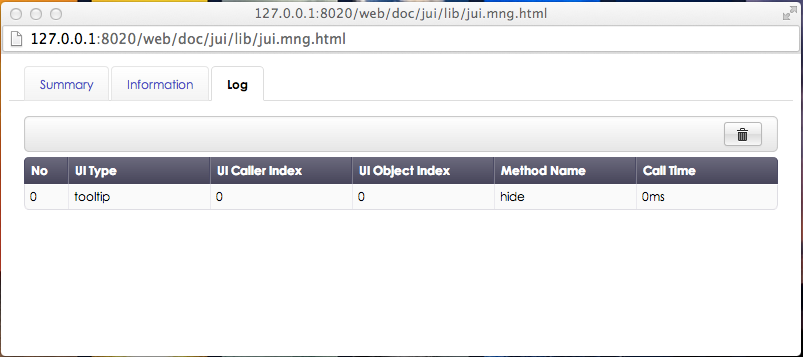 127.0.0.1:8020/web/doc/jui/lib/jui.mng.html
127.0.0.1:8020/web/doc/jui/lib/jui.mng.html
Summary Information Log
No UI Type UI Caller Index UI Object Index Method Name Call Time
0 tooltip 0 0 hide 0ms